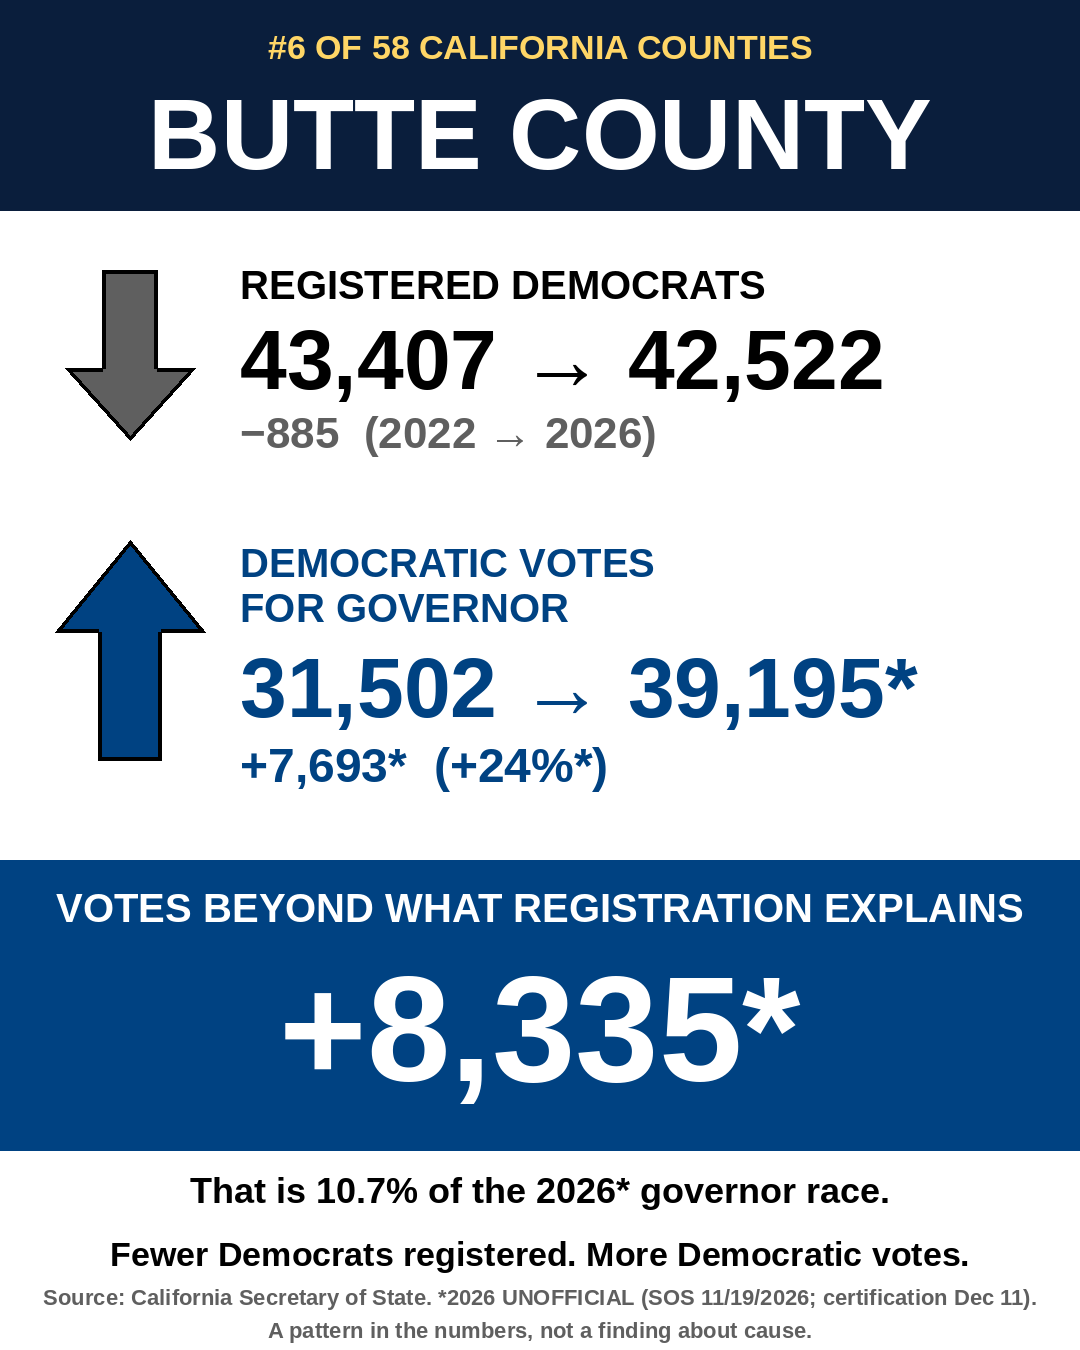 #6 OF 58 CALIFORNIA COUNTIES
BUTTE COUNTY
REGISTERED DEMOCRATS
43,407 → 42,522
−885 (2022 → 2026)
DEMOCRATIC VOTES
FOR GOVERNOR
31,502 → 39,195*
+7,693* (+24%*)
VOTES BEYOND WHAT REGISTRATION EXPLAINS
+8,335*
That is 10.7% of the 2026* governor race.
Fewer Democrats registered. More Democratic votes.
Source: California Secretary of State. *2026 UNOFFICIAL (SOS 11/19/2026; certification Dec 11).
A pattern in the numbers, not a finding about cause.